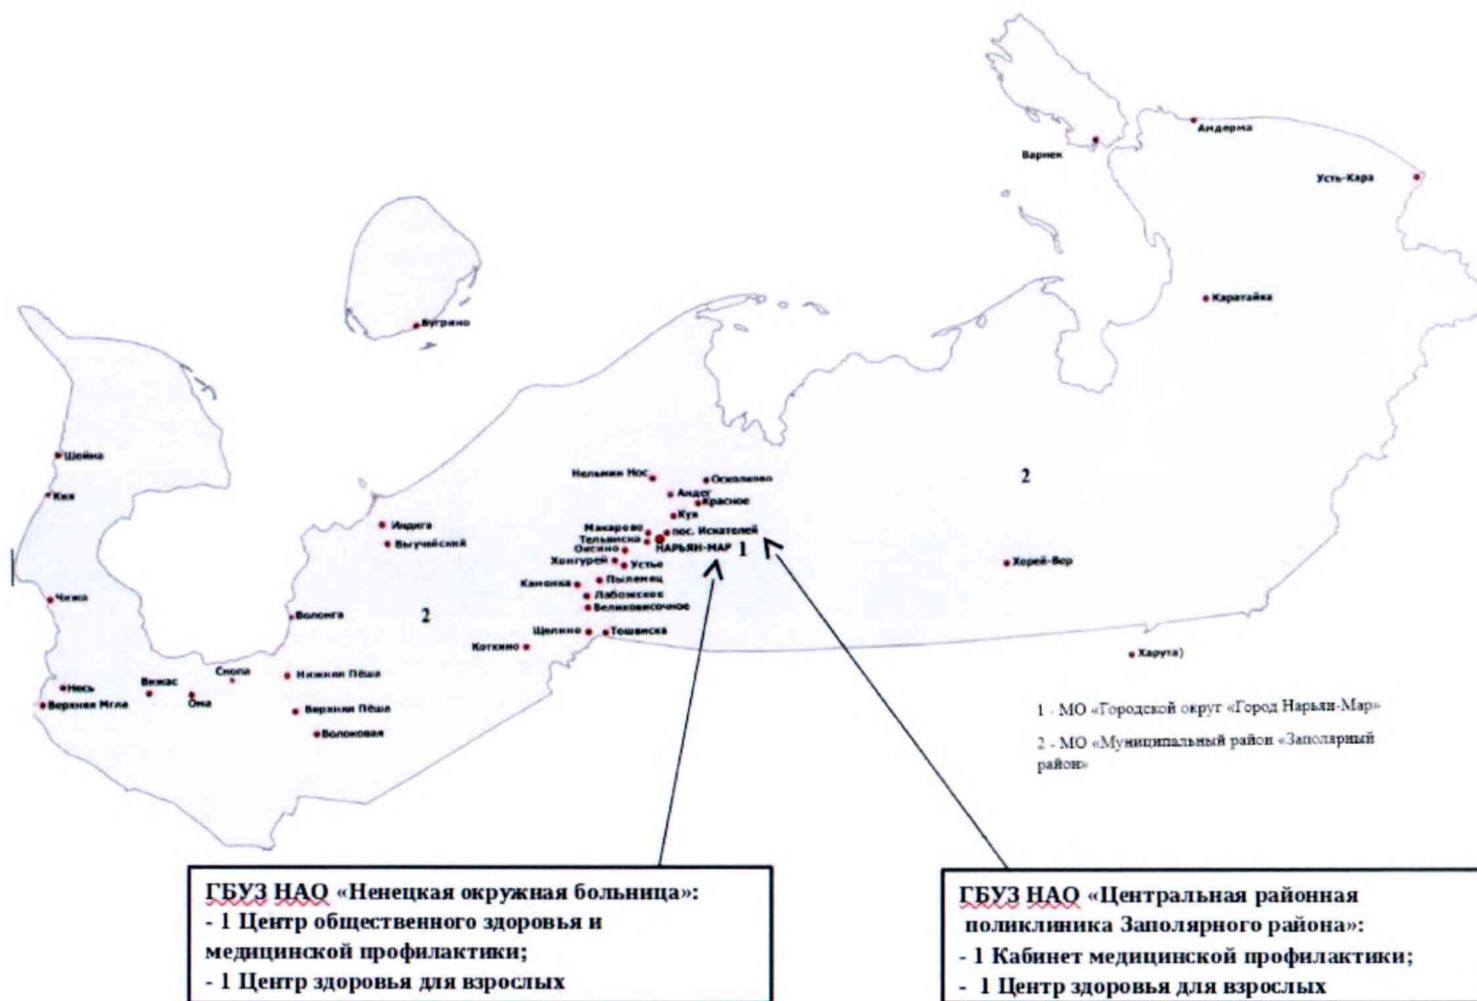 Амдерма
Варнек
Усть-Кара
Каратайка
Бугрино
Шойна
Кия
Нельмин Нос
Осколково
Андег
Красное
Куя
Индига
Макарово
пос. Искателей
Тельвиска
Выучейский
Оксино
НАРЬЯН-МАР
1
2
Хонгурей
Устье
Хорей-Вер
Каменка
Пылемец
Чижа
Лабожское
Великовисочное
Волонга
2
Щелино
Тошвиска
Коткино
Харута)
Снопа
Нижняя Пёша
Несь
Вижас
Ома
Верхняя Мгла
Верхняя Пёша
Волоковая
1 - МО «Городской округ «Город Нарьян-Мар»
2 - МО «Муниципальный район «Заполярный
район»
ГБУЗ НАО «Ненецкая окружная больница»:
- 1 Центр общественного здоровья и
медицинской профилактики;
- 1 Центр здоровья для взрослых
ГБУЗ НАО «Центральная районная
поликлиника Заполярного района»:
- 1 Кабинет медицинской профилактики;
- 1 Центр здоровья для взрослых